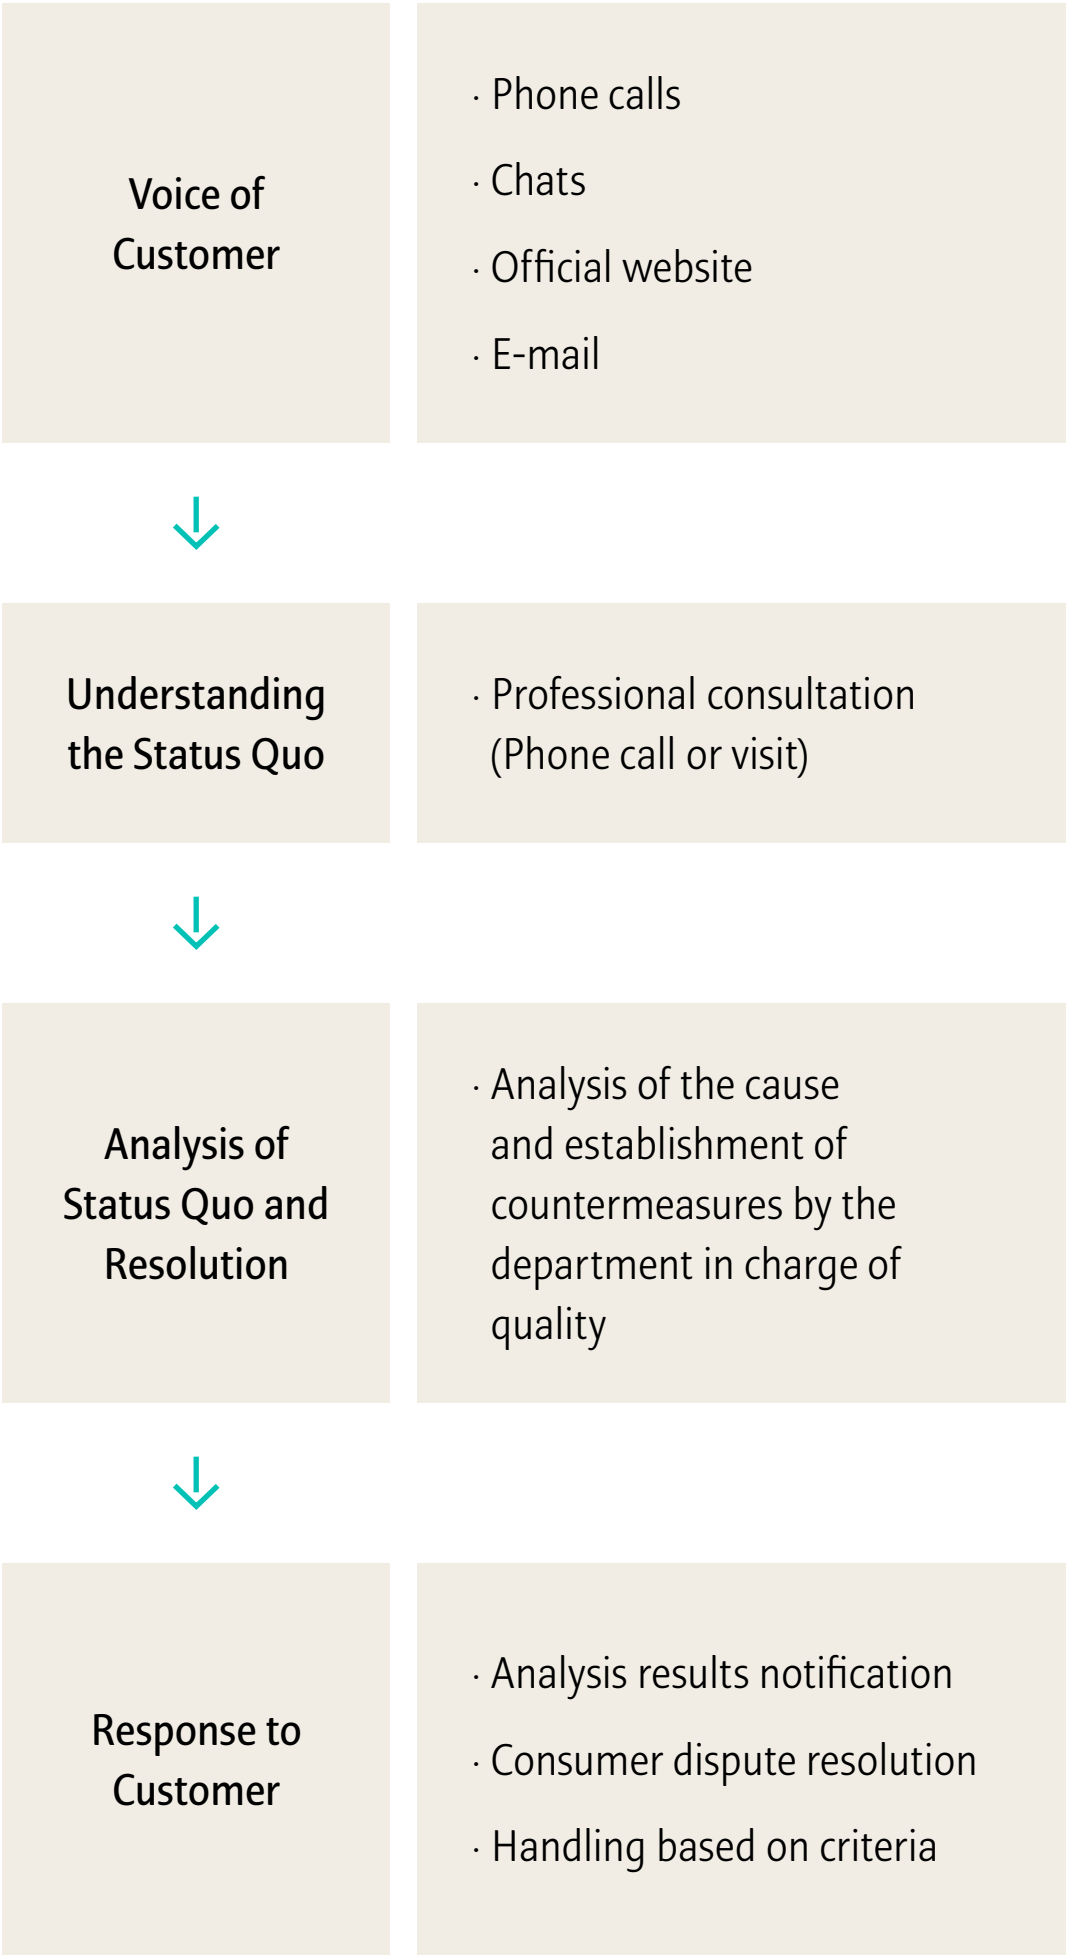 Voice of
Customer
· Phone calls
· Chats
· Official website
· E-mail
Understanding
the Status Quo
· Professional consultation
(Phone call or visit)
Analysis of
Status Quo and
Resolution
· Analysis of the cause
and establishment of
countermeasures by the
department in charge of
quality
Response to
Customer
· Analysis results notification
· Consumer dispute resolution
· Handling based on criteria